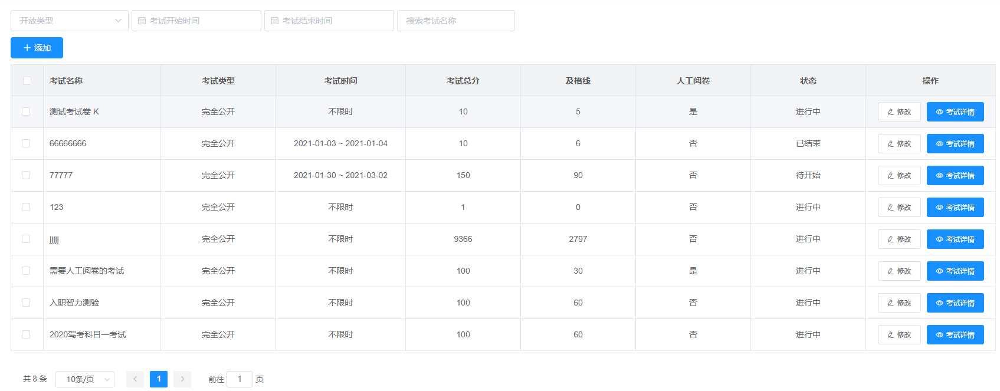 开放类型 考试开始时间 考试结束时间 搜索考试名称
添加
考试名称 考试类型 考试时间 考试总分 及格线 人工阅卷 状态 操作
测试考试卷 K 完全公开 不限时 10 5 是 进行中 修改 考试详情
66666666 完全公开 2021-01-03 ~ 2021-01-04 10 6 否 已结束 修改 考试详情
77777 完全公开 2021-01-30 ~ 2021-03-02 150 90 否 待开始 修改 考试详情
123 完全公开 不限时 1 0 否 进行中 修改 考试详情
jjjjj 完全公开 不限时 9366 2797 否 进行中 修改 考试详情
需要人工阅卷的考试 完全公开 不限时 100 30 是 进行中 修改 考试详情
入职智力测验 完全公开 不限时 100 60 否 进行中 修改 考试详情
2020驾考科目一考试 完全公开 不限时 100 60 否 进行中 修改 考试详情
共 8 条 10条/页 1 前往 1 页